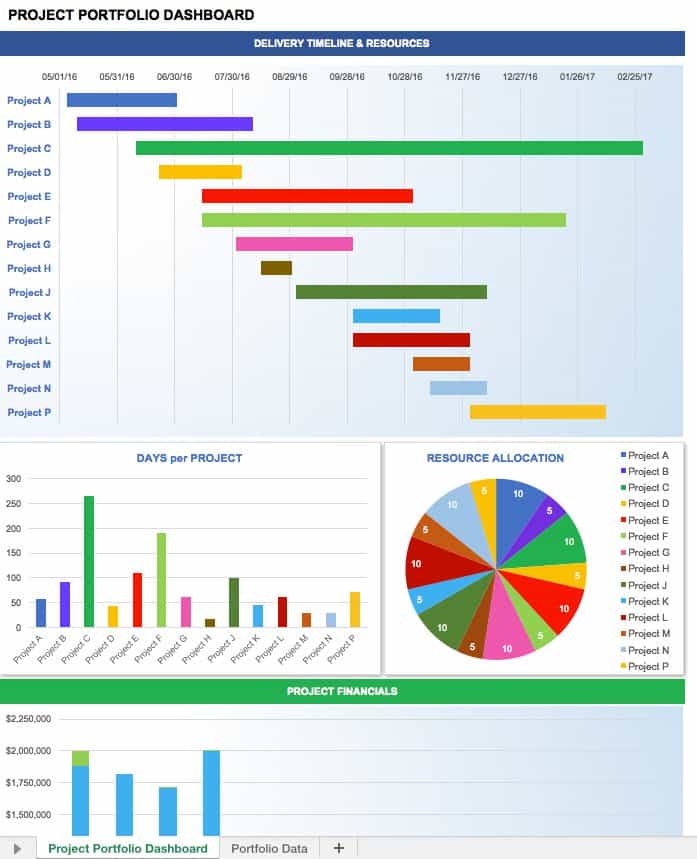 PROJECT PORTFOLIO DASHBOARD
DELIVERY TIMELINE & RESOURCES
05/01/16 05/31/16 06/30/16 07/30/16 08/29/16 09/28/16 10/28/16 11/27/16 12/27/16 01/26/17 02/25/17
Project A
Project B
Project C
Project D
Project E
Project F
Project G
Project H
Project J
Project K
Project L
Project M
Project N
Project P
DAYS per PROJECT
300
250
200
150
100
50
0
Project A Project B Project C Project D Project E Project F Project G Project H Project J Project K Project L Project M Project N Project P
RESOURCE ALLOCATION
10
5
10
5
10
5
10
5
10
5
10
5
10
5
Project A
Project B
Project C
Project D
Project E
Project F
Project G
Project H
Project J
Project K
Project L
Project M
Project N
Project P
PROJECT FINANCIALS
$2,250,000
$2,000,000
$1,750,000
$1,500,000
Project Portfolio Dashboard Portfolio Data +